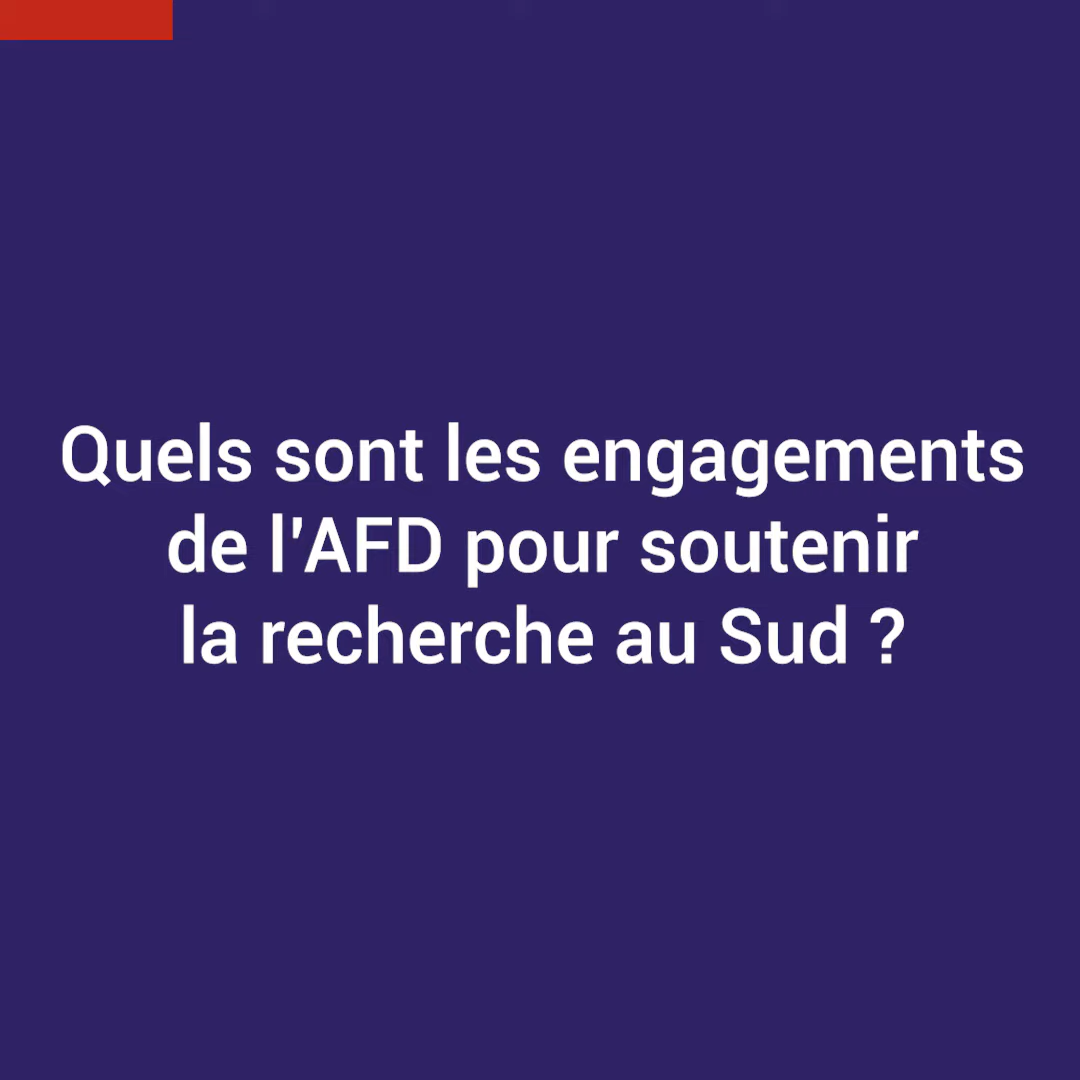 Quels sont les engagements
de l'AFD pour soutenir
la recherche au Sud ?